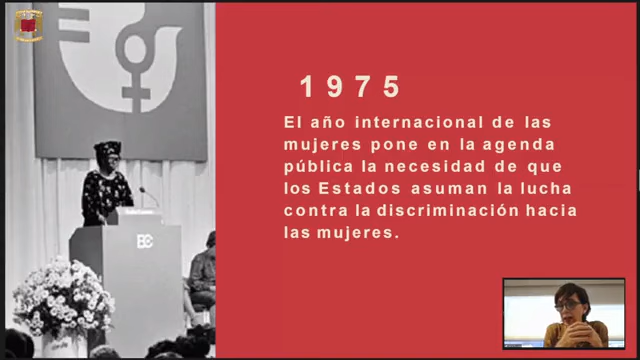 1975
El año internacional de las
mujeres pone en la agenda
pública la necesidad de que
los Estados asuman la lucha
contra la discriminación hacia
las mujeres.